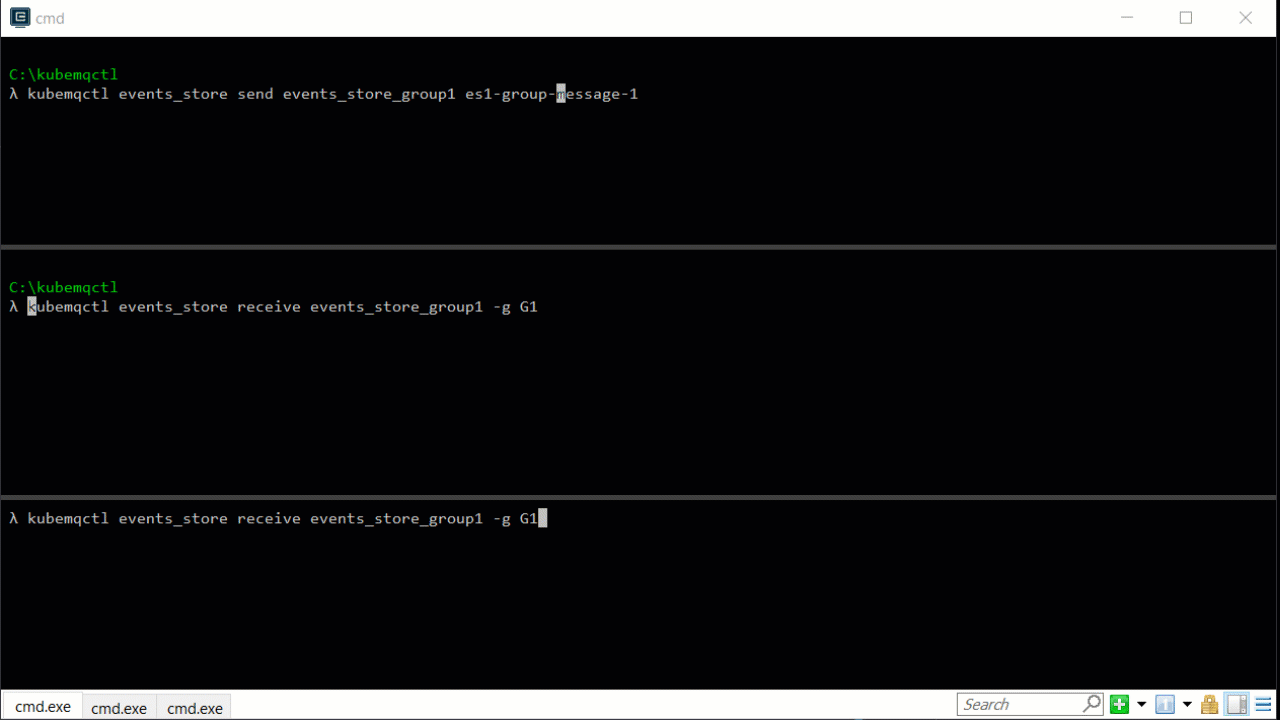 cmd
C:\kubemqctl
λ kubemqctl events_store send events_store_group1 es1-group-message-1
C:\kubemqctl
λ kubemqctl events_store receive events_store_group1 -g G1
λ kubemqctl events_store receive events_store_group1 -g G1
cmd.exe cmd.exe cmd.exe Search